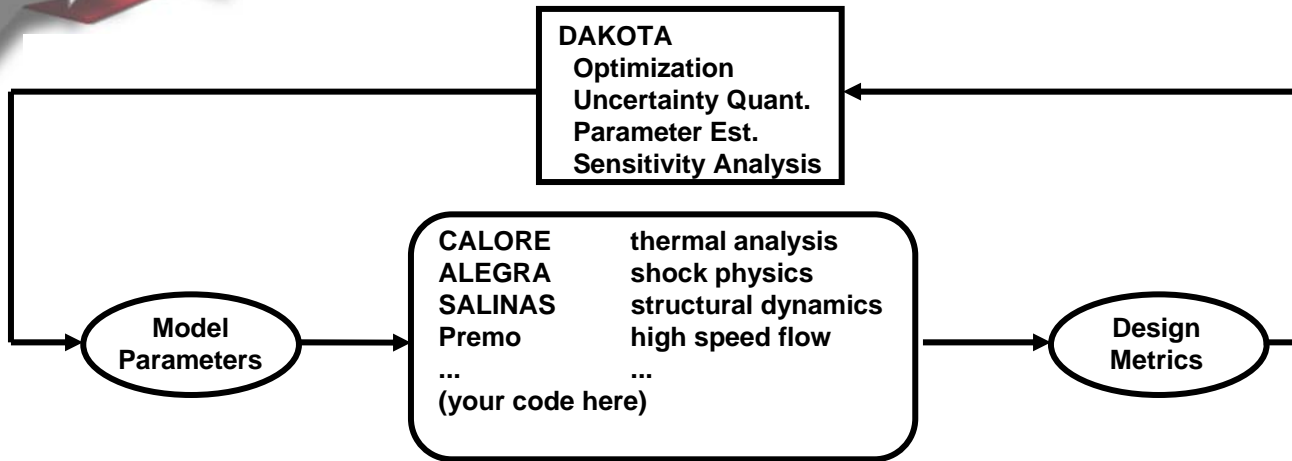 DAKOTA
Optimization
Uncertainty Quant.
Parameter Est.
Sensitivity Analysis
CALORE thermal analysis
ALEGRA shock physics
SALINAS structural dynamics
Premo high speed flow
... ...
(your code here)
Model
Parameters
Design
Metrics